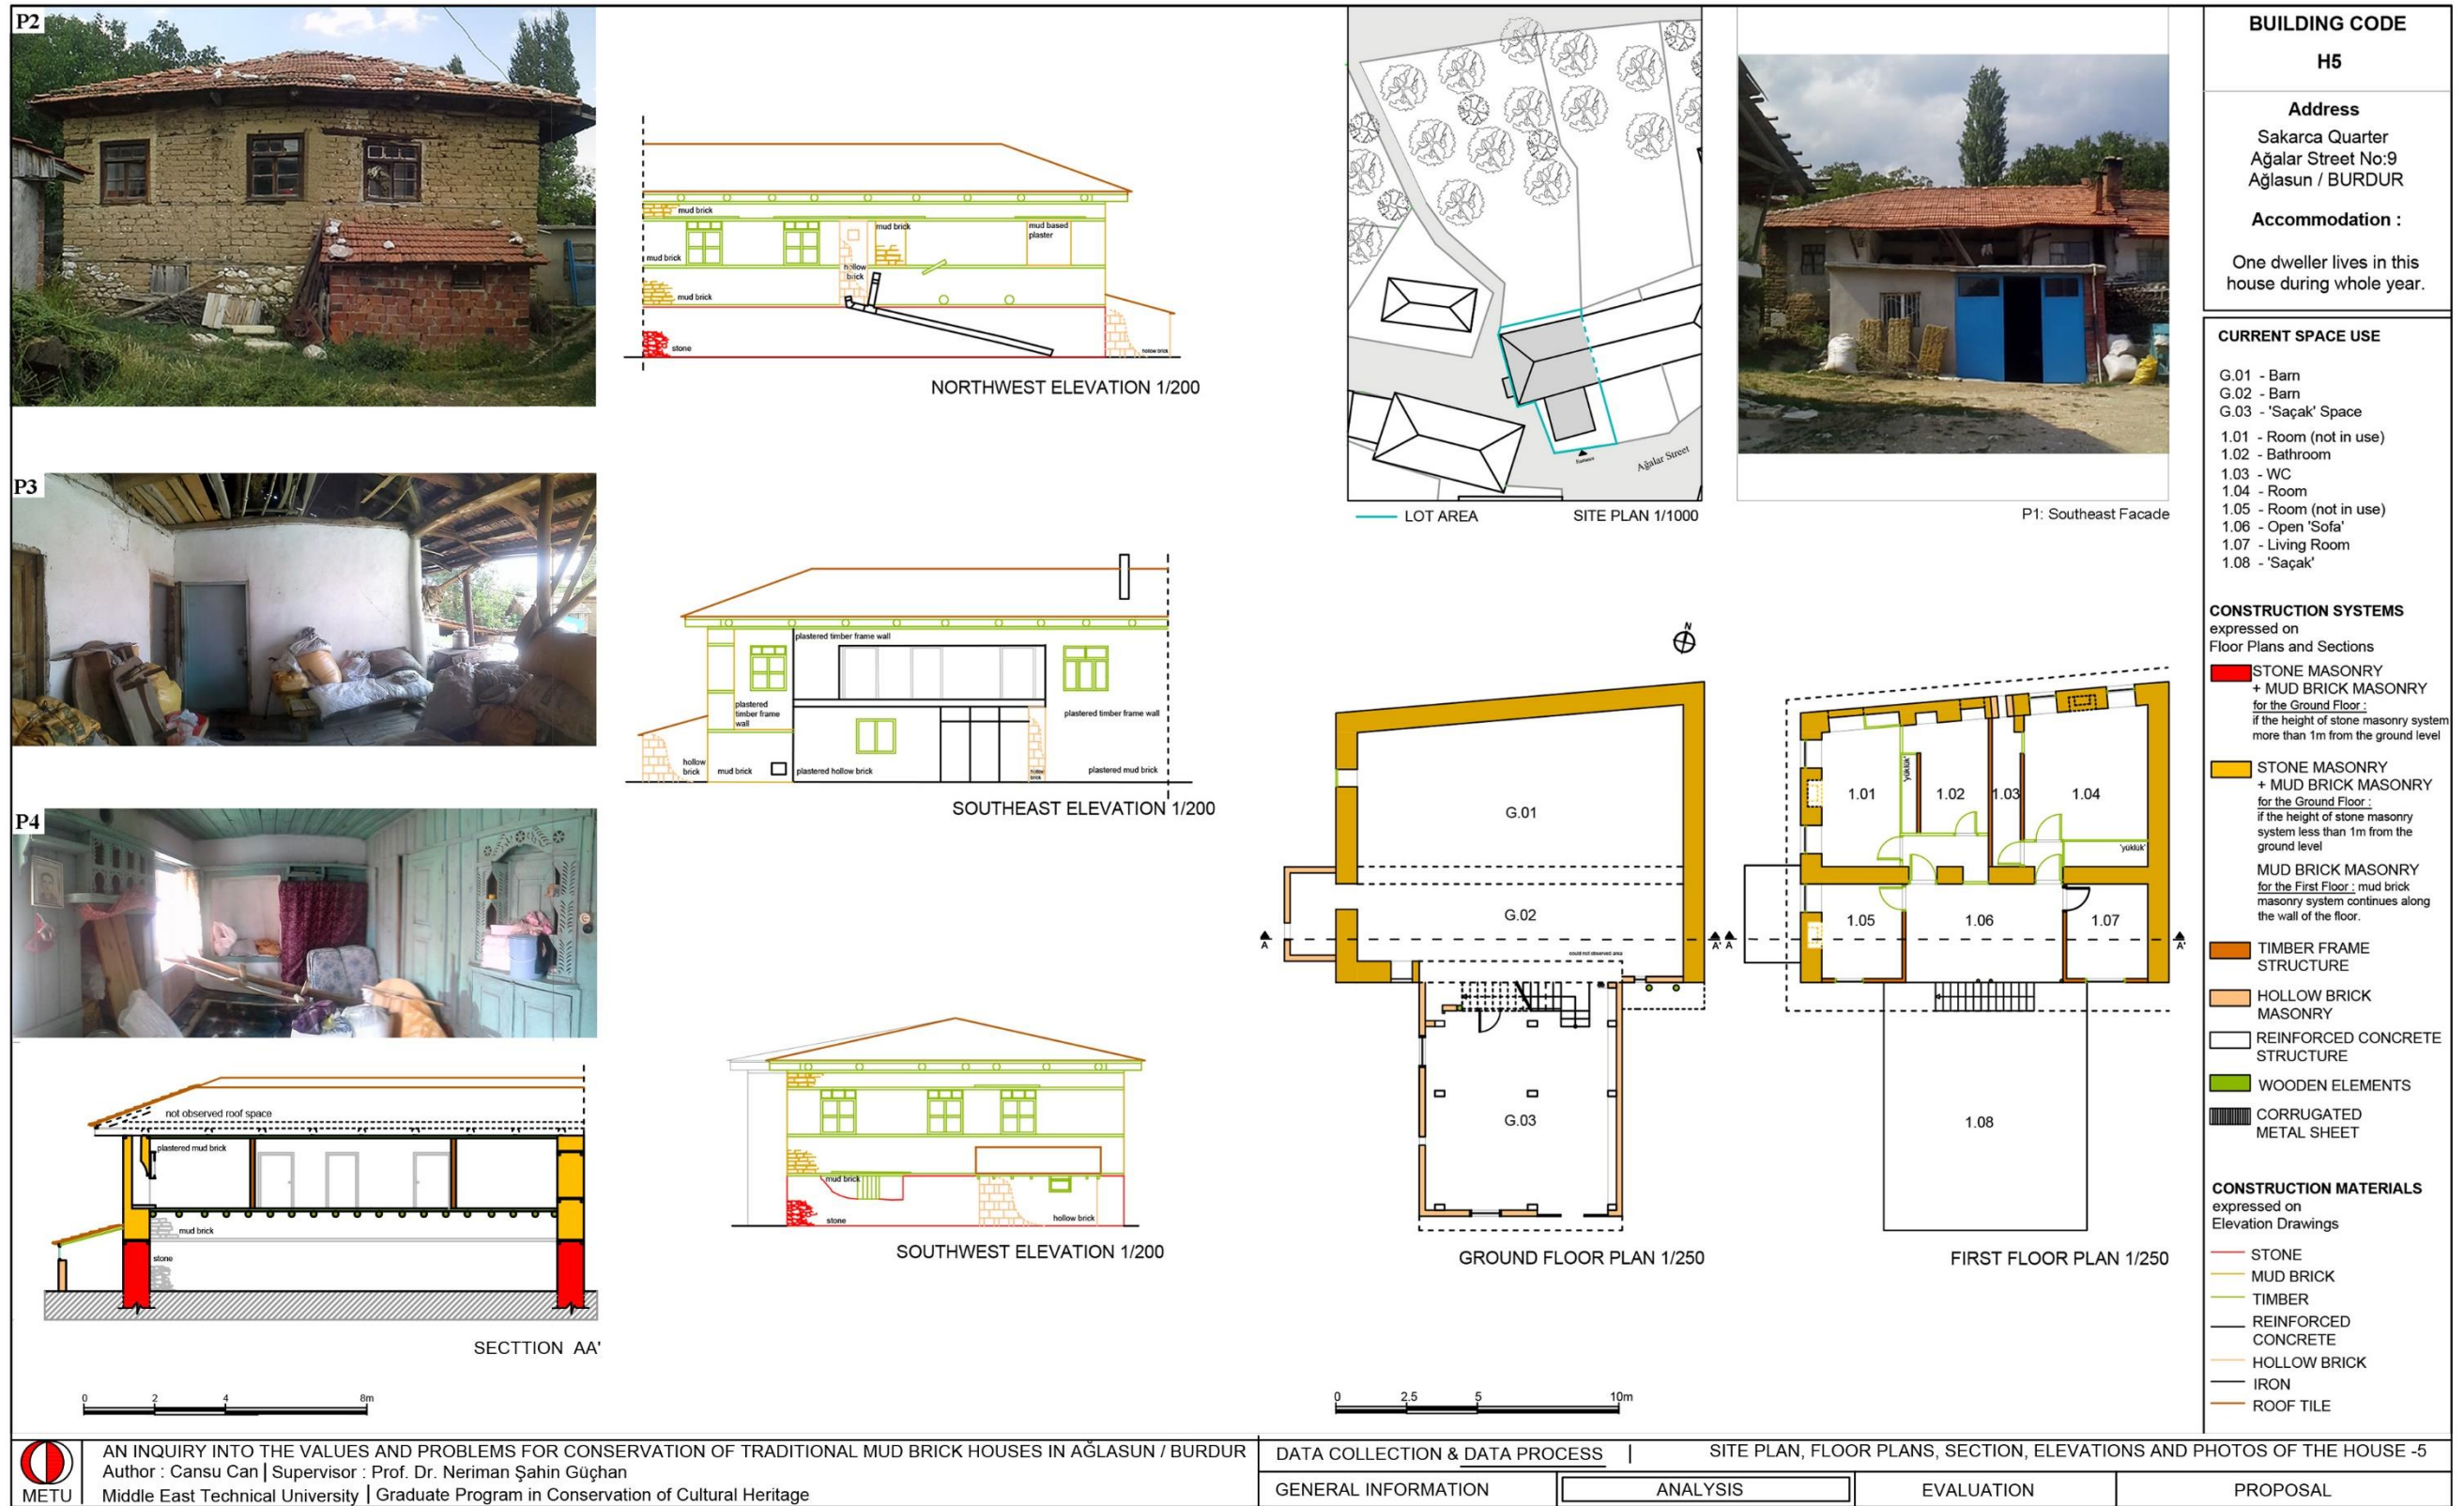 P2
mud brick
mud brick
mud based
plaster
mud brick
hollow
brick
mud brick
stone
hollow brick
NORTHWEST ELEVATION 1/200
Entrance
Ağalar Street
LOT AREA
SITE PLAN 1/1000
P1: Southeast Facade
P3
plastered timber frame wall
plastered
timber frame
wall
plastered timber frame wall
hollow
brick
mud brick
plastered hollow brick
hollow
brick
plastered mud brick
SOUTHEAST ELEVATION 1/200
P4
not observed roof space
plastered mud brick
mud brick
stone
SECTTION AA'
0 2 4 8m
mud brick
stone
hollow brick
SOUTHWEST ELEVATION 1/200
N
G.01
G.02
A A'
could not observed area
G.03
GROUND FLOOR PLAN 1/250
1.01
'yüklük'
1.02
1.03
1.04
'yüklük'
1.05
1.06
1.07
A A'
1.08
FIRST FLOOR PLAN 1/250
0 2.5 5 10m
BUILDING CODE
H5
Address
Sakarca Quarter
Ağalar Street No:9
Ağlasun / BURDUR
Accommodation :
One dweller lives in this
house during whole year.
CURRENT SPACE USE
G.01 - Barn
G.02 - Barn
G.03 - 'Saçak' Space
1.01 - Room (not in use)
1.02 - Bathroom
1.03 - WC
1.04 - Room
1.05 - Room (not in use)
1.06 - Open 'Sofa'
1.07 - Living Room
1.08 - 'Saçak'
CONSTRUCTION SYSTEMS
expressed on
Floor Plans and Sections
STONE MASONRY
+ MUD BRICK MASONRY
for the Ground Floor :
if the height of stone masonry system
more than 1m from the ground level
STONE MASONRY
+ MUD BRICK MASONRY
for the Ground Floor :
if the height of stone masonry
system less than 1m from the
ground level
MUD BRICK MASONRY
for the First Floor : mud brick
masonry system continues along
the wall of the floor.
TIMBER FRAME
STRUCTURE
HOLLOW BRICK
MASONRY
REINFORCED CONCRETE
STRUCTURE
WOODEN ELEMENTS
CORRUGATED
METAL SHEET
CONSTRUCTION MATERIALS
expressed on
Elevation Drawings
STONE
MUD BRICK
TIMBER
REINFORCED
CONCRETE
HOLLOW BRICK
IRON
ROOF TILE
METU
AN INQUIRY INTO THE VALUES AND PROBLEMS FOR CONSERVATION OF TRADITIONAL MUD BRICK HOUSES IN AĞLASUN / BURDUR
Author : Cansu Can | Supervisor : Prof. Dr. Neriman Şahin Güçhan
Middle East Technical University | Graduate Program in Conservation of Cultural Heritage
DATA COLLECTION & DATA PROCESS | SITE PLAN, FLOOR PLANS, SECTION, ELEVATIONS AND PHOTOS OF THE HOUSE -5
GENERAL INFORMATION
ANALYSIS
EVALUATION
PROPOSAL